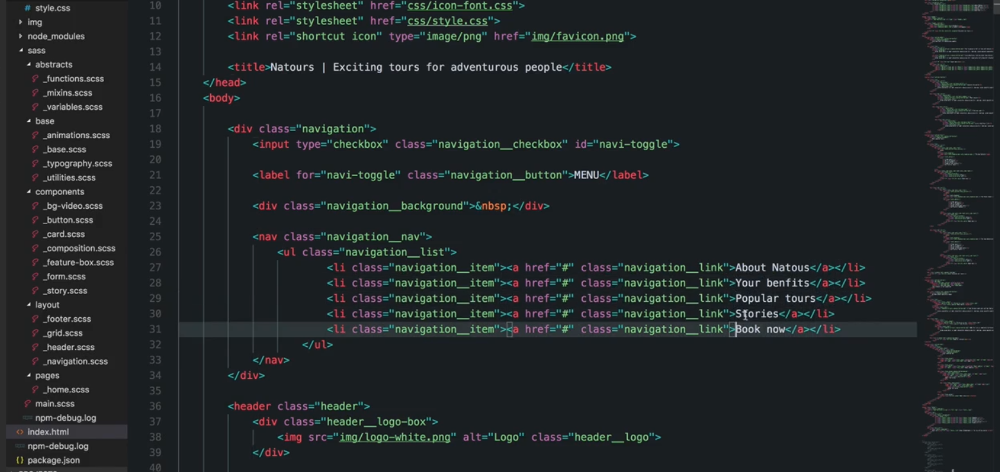 style.css
img
node_modules
sass
abstracts
_functions.scss
_mixins.scss
_variables.scss
base
_animations.scss
_base.scss
_typography.scss
_utilities.scss
components
_bg-video.scss
_button.scss
_card.scss
_composition.scss
_feature-box.scss
_form.scss
_story.scss
layout
_footer.scss
_grid.scss
_header.scss
_navigation.scss
pages
_home.scss
main.scss
npm-debug.log
index.html
npm-debug.log
package.json
10 <link rel="stylesheet" href="css/icon-font.css">
11 <link rel="stylesheet" href="css/style.css">
12 <link rel="shortcut icon" type="image/png" href="img/favicon.png">
13
14 <title>Natours | Exciting tours for adventurous people</title>
15 </head>
16 <body>
17
18 <div class="navigation">
19 <input type="checkbox" class="navigation__checkbox" id="navi-toggle">
20
21 <label for="navi-toggle" class="navigation__button">MENU</label>
22
23 <div class="navigation__background">&nbsp;</div>
24
25 <nav class="navigation__nav">
26 <ul class="navigation__list">
27 <li class="navigation__item"><a href="#" class="navigation__link">About Natous</a></li>
28 <li class="navigation__item"><a href="#" class="navigation__link">Your benfits</a></li>
29 <li class="navigation__item"><a href="#" class="navigation__link">Popular tours</a></li>
30 <li class="navigation__item"><a href="#" class="navigation__link">Stories</a></li>
31 <li class="navigation__item"><a href="#" class="navigation__link">Book now</a></li>
32 </ul>
33 </nav>
34 </div>
35
36 <header class="header">
37 <div class="header__logo-box">
38 <img src="img/logo-white.png" alt="Logo" class="header__logo">
39 </div>
40